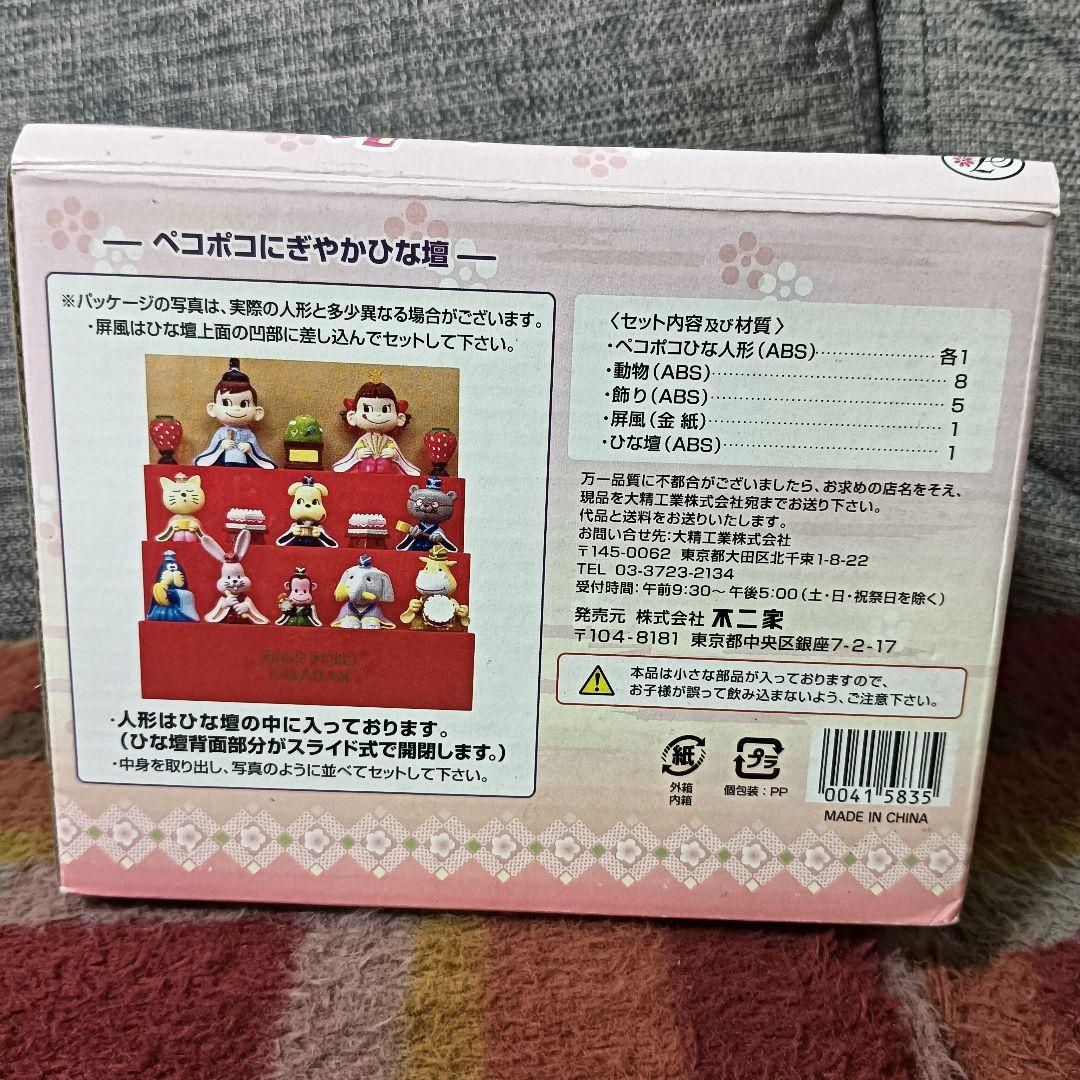 ペコポコにぎやかひな壇
※パッケージの写真は、実際の人形と多少異なる場合がございます。
・屏風はひな壇上面の凹部に差し込んでセットして下さい。
PEKO POKO
HINADAN
・人形はひな壇の中に入っております。
(ひな壇背面部分がスライド式で開閉します。)
・中身を取り出し、写真のように並べてセットして下さい。
〈セット内容及び材質〉
・ペコポコひな人形(ABS)……………… 各1
・動物(ABS)……………………………… 8
・飾り(ABS)……………………………… 5
・屏風(金 紙)……………………………… 1
・ひな壇(ABS)…………………………… 1
万一品質に不都合がございましたら、お求めの店名をそえ、
現品を大精工業株式会社宛までお送り下さい。
代品と送料をお送りいたします。
お問い合せ先:大精工業株式会社
〒145-0062 東京都大田区北千束1-8-22
TEL 03-3723-2134
受付時間:午前9:30〜午後5:00(土・日・祝祭日を除く)
発売元 株式会社 不二家
〒104-8181 東京都中央区銀座7-2-17
本品は小さな部品が入っておりますので、
お子様が誤って飲み込まないよう、ご注意下さい。
紙
外箱
内箱
プラ
個包装:PP
0041 5835
MADE IN CHINA